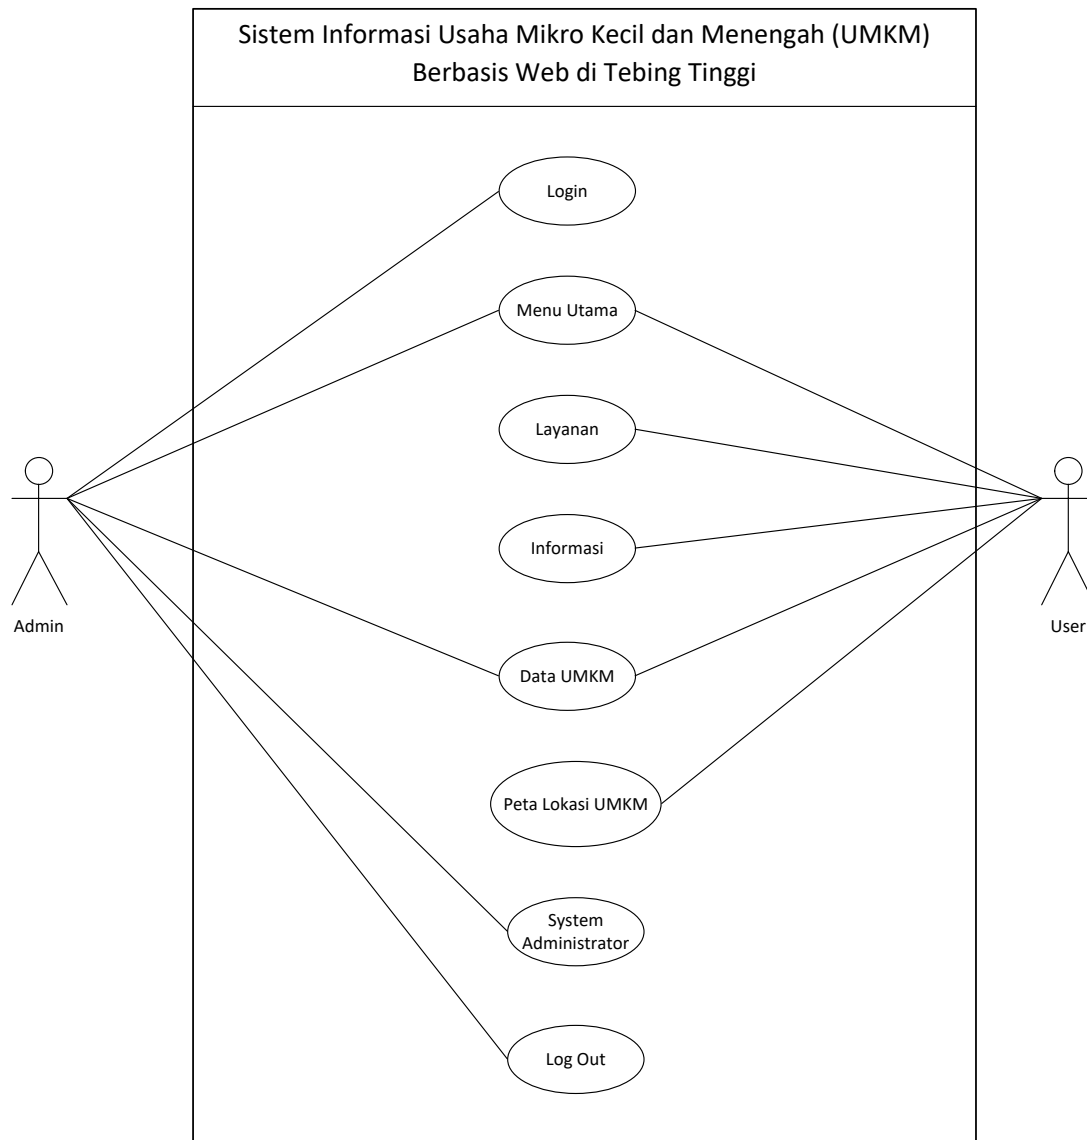 Sistem Informasi Usaha Mikro Kecil dan Menengah (UMKM)
Berbasis Web di Tebing Tinggi
Login
Menu Utama
Layanan
Informasi
Admin
User
Data UMKM
Peta Lokasi UMKM
System
Administrator
Log Out